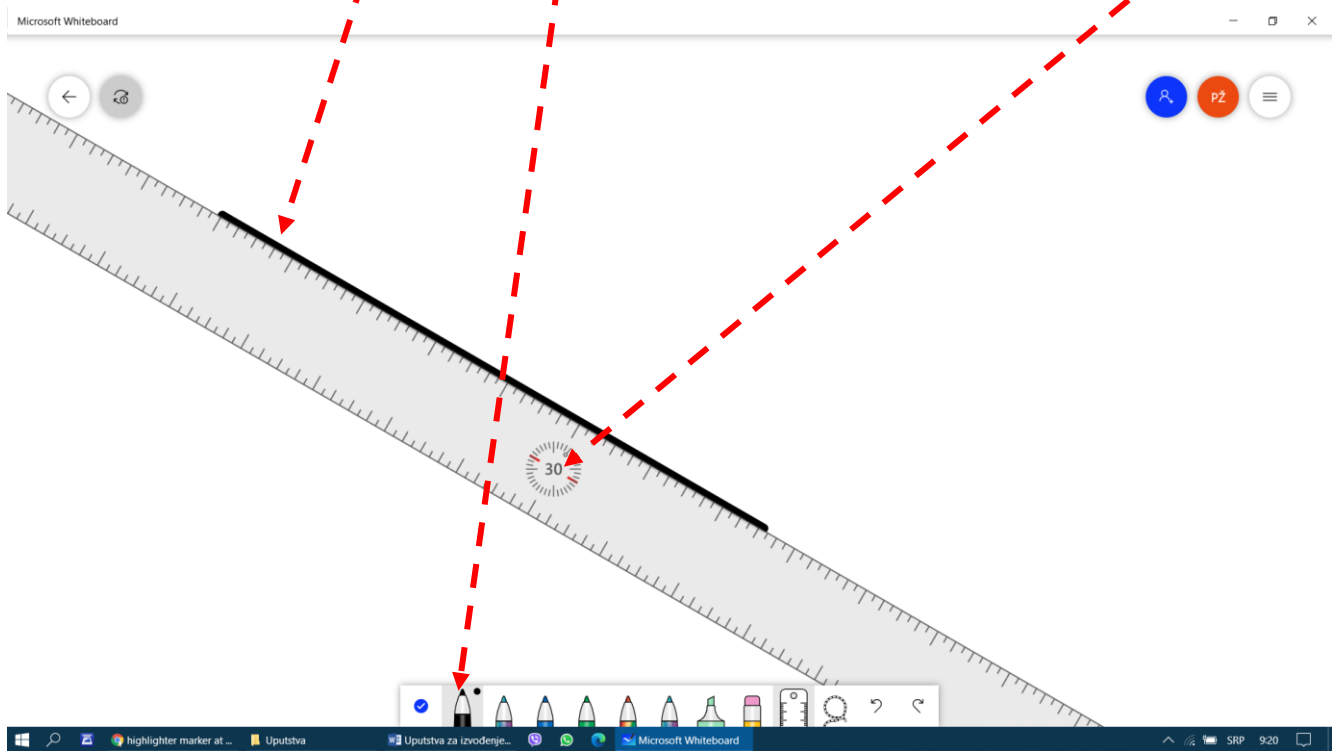 Microsoft Whiteboard
PŽ
30
highlighter marker at ...
Uputstva
Uputstva za izvođenje...
Microsoft Whiteboard
SRP
9:20